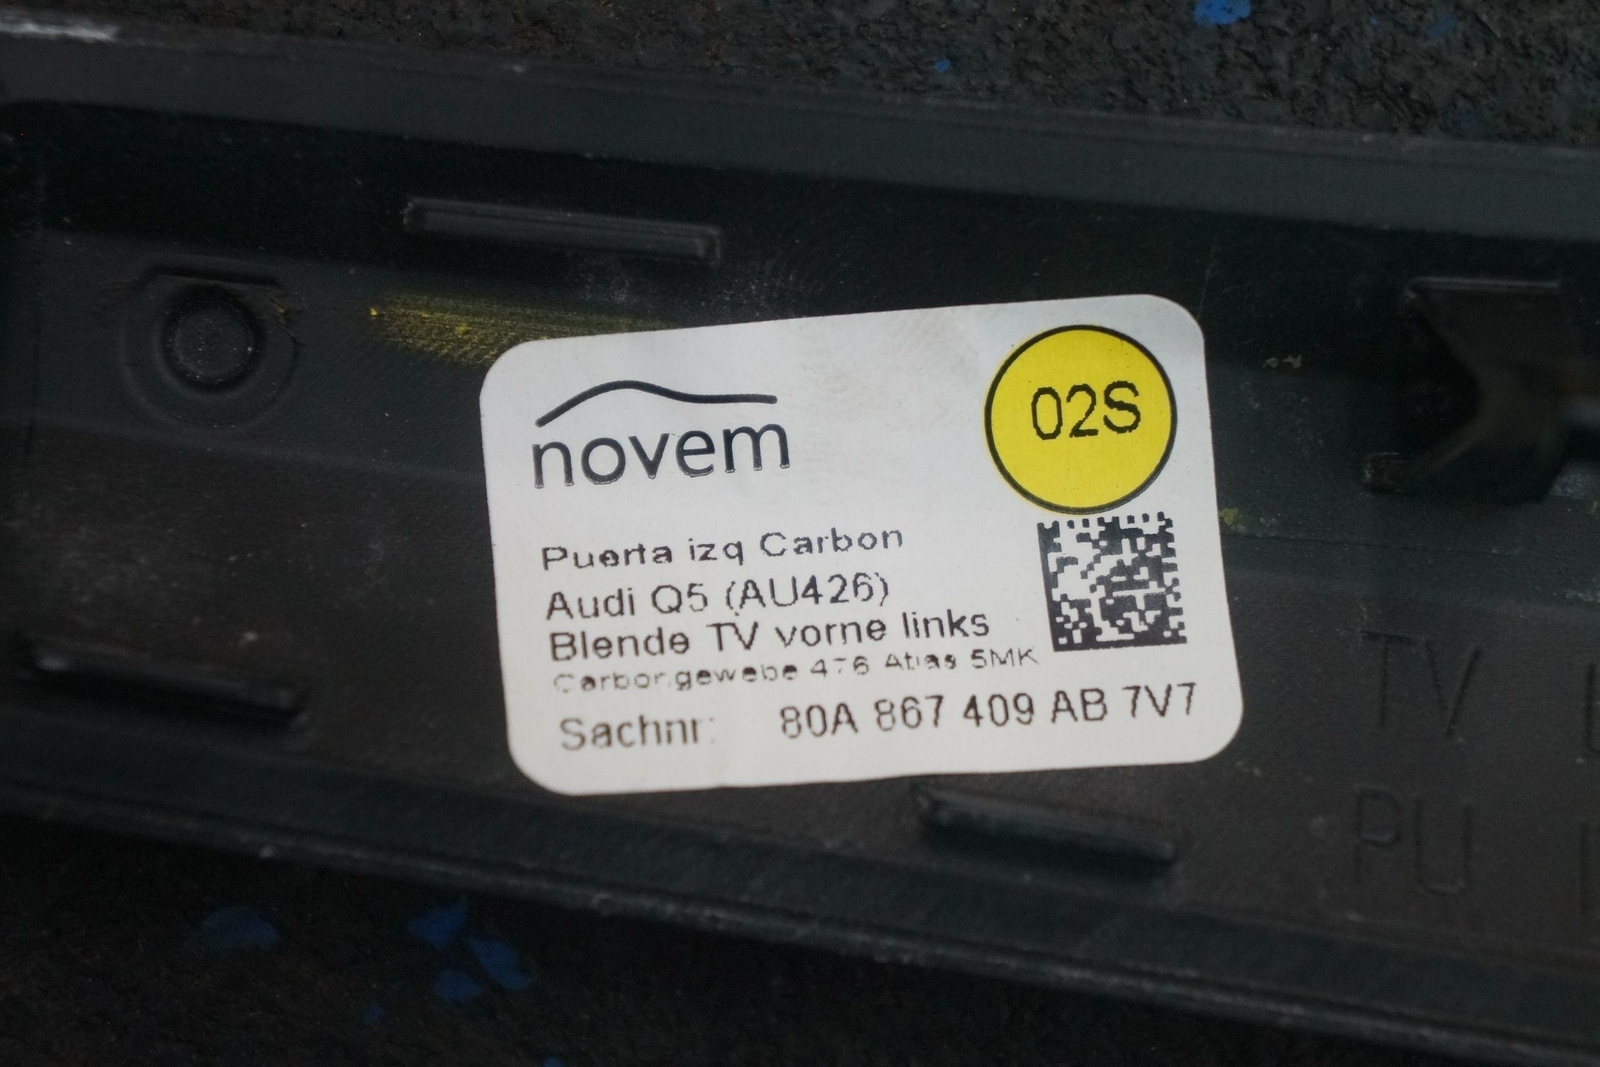 novem
02S
Puerta izq Carbon
Audi Q5 (AU426)
Blende TV vorne links
Carbongewebe 476 Atlas 5MK
Sachnr: 80A 867 409 AB 7V7
TV
PU